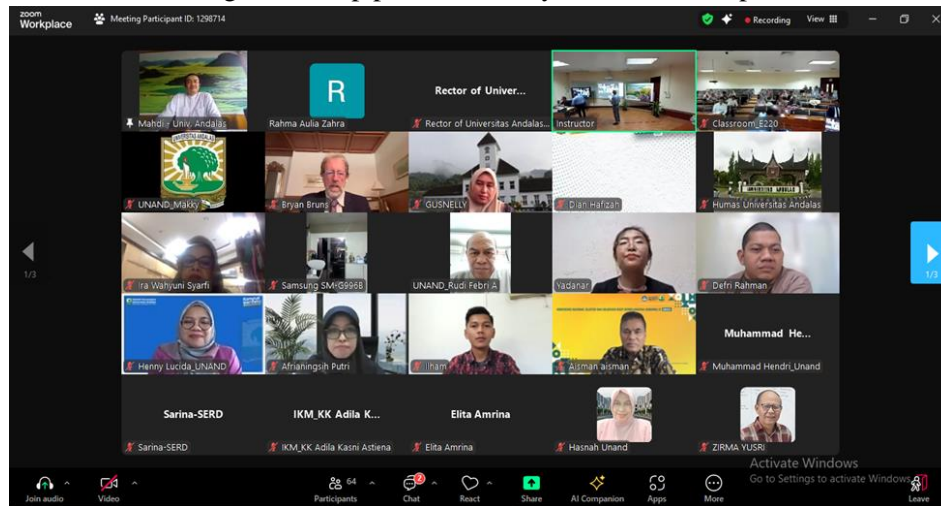 zoom
Workplace
Meeting Participant ID: 1298714
Recording
View
Mahdi - Univ. Andalas
R
Rahma Aulia Zahra
Rector of Univer...
Rector of Universitas Andalas...
Instructor
Classroom_E220
UNIVERSITAS ANDALAS
UNAND_Makky
Bryan Bruns
GUSNELLY
Dian Hafizah
UNIVERSITAS ANDALAS
Humas Universitas Andalas
1/3
Ira Wahyuni Syarfi
Samsung SM-G996B
UNAND_Rudi Febri A
Yadanar
Defri Rahman
1/3
Henny Lucida_UNAND
Afrianingsih Putri
Ilham
Aisman aisman
Muhammad He...
Muhammad Hendri_Unand
Sarina-SERD
Sarina-SERD
IKM_KK Adila K...
IKM_KK Adila Kasni Astiena
Elita Amrina
Elita Amrina
Hasnah Unand
ZIRMA YUSRI
Activate Windows
Go to Settings to activate Windows.
Join audio
Video
64
Participants
2
Chat
React
Share
AI Companion
Apps
More
Leave